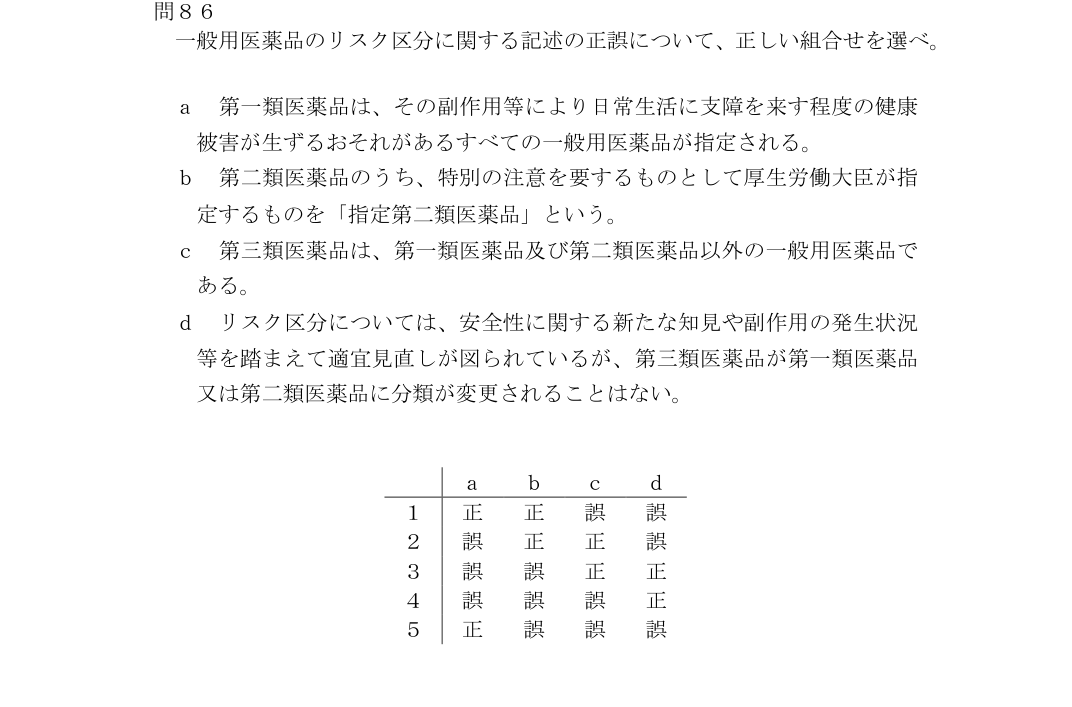 問８６
一般用医薬品のリスク区分に関する記述の正誤について、正しい組合せを選べ。
ａ　第一類医薬品は、その副作用等により日常生活に支障を来す程度の健康
被害が生ずるおそれがあるすべての一般用医薬品が指定される。
ｂ　第二類医薬品のうち、特別の注意を要するものとして厚生労働大臣が指
定するものを「指定第二類医薬品」という。
ｃ　第三類医薬品は、第一類医薬品及び第二類医薬品以外の一般用医薬品で
ある。
ｄ　リスク区分については、安全性に関する新たな知見や副作用の発生状況
等を踏まえて適宜見直しが図られているが、第三類医薬品が第一類医薬品
又は第二類医薬品に分類が変更されることはない。
ａ　ｂ　ｃ　ｄ
１　正　正　誤　誤
２　誤　正　正　誤
３　誤　誤　正　正
４　誤　誤　誤　正
５　正　誤　誤　誤